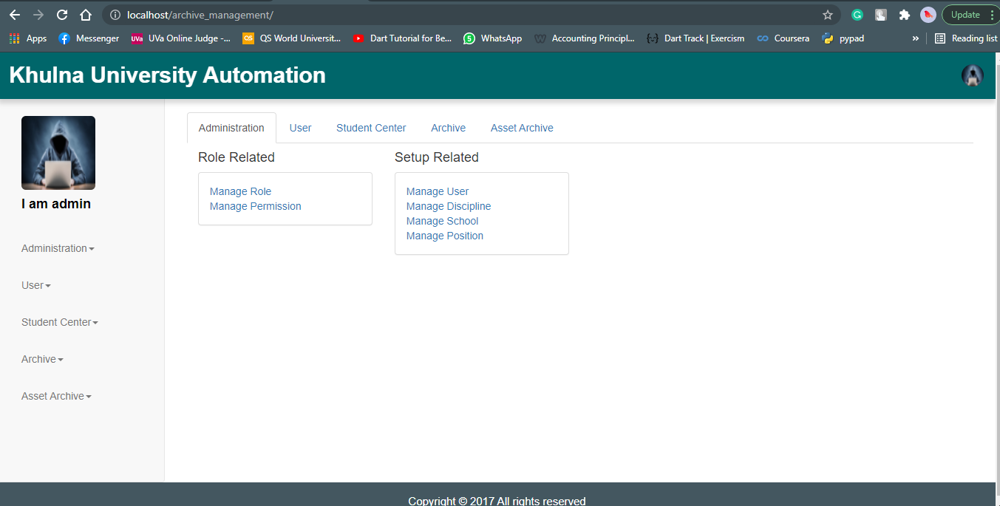 localhost/archive_management/
Update
Apps Messenger UVa UVa Online Judge -... QS QS World Universit... Dart Tutorial for Be... 5 WhatsApp Accounting Principl... Dart Track | Exercism Coursera pypad » Reading list
Khulna University Automation
I am admin
Administration
User
Student Center
Archive
Asset Archive
Administration User Student Center Archive Asset Archive
Role Related
Manage Role
Manage Permission
Setup Related
Manage User
Manage Discipline
Manage School
Manage Position
Copyright © 2017 All rights reserved